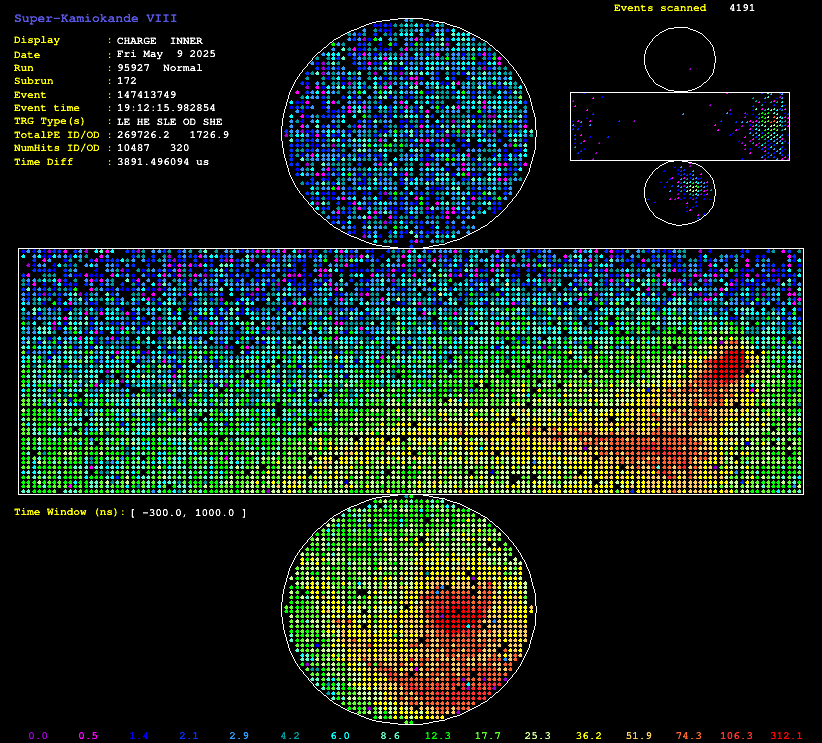 Super-Kamiokande VIII
Events scanned 4191
Display : CHARGE INNER
Date : Fri May 9 2025
Run : 95927 Normal
Subrun : 172
Event : 147413749
Event time : 19:12:15.982854
TRG Type(s) : LE HE SLE OD SHE
TotalPE ID/OD : 269726.2 1726.9
NumHits ID/OD : 10487 320
Time Diff : 3891.496094 us
Time Window (ns): [ -300.0, 1000.0 ]
0.0 0.5 1.4 2.1 2.9 4.2 6.0 8.6 12.3 17.7 25.3 36.2 51.9 74.3 106.3 312.1